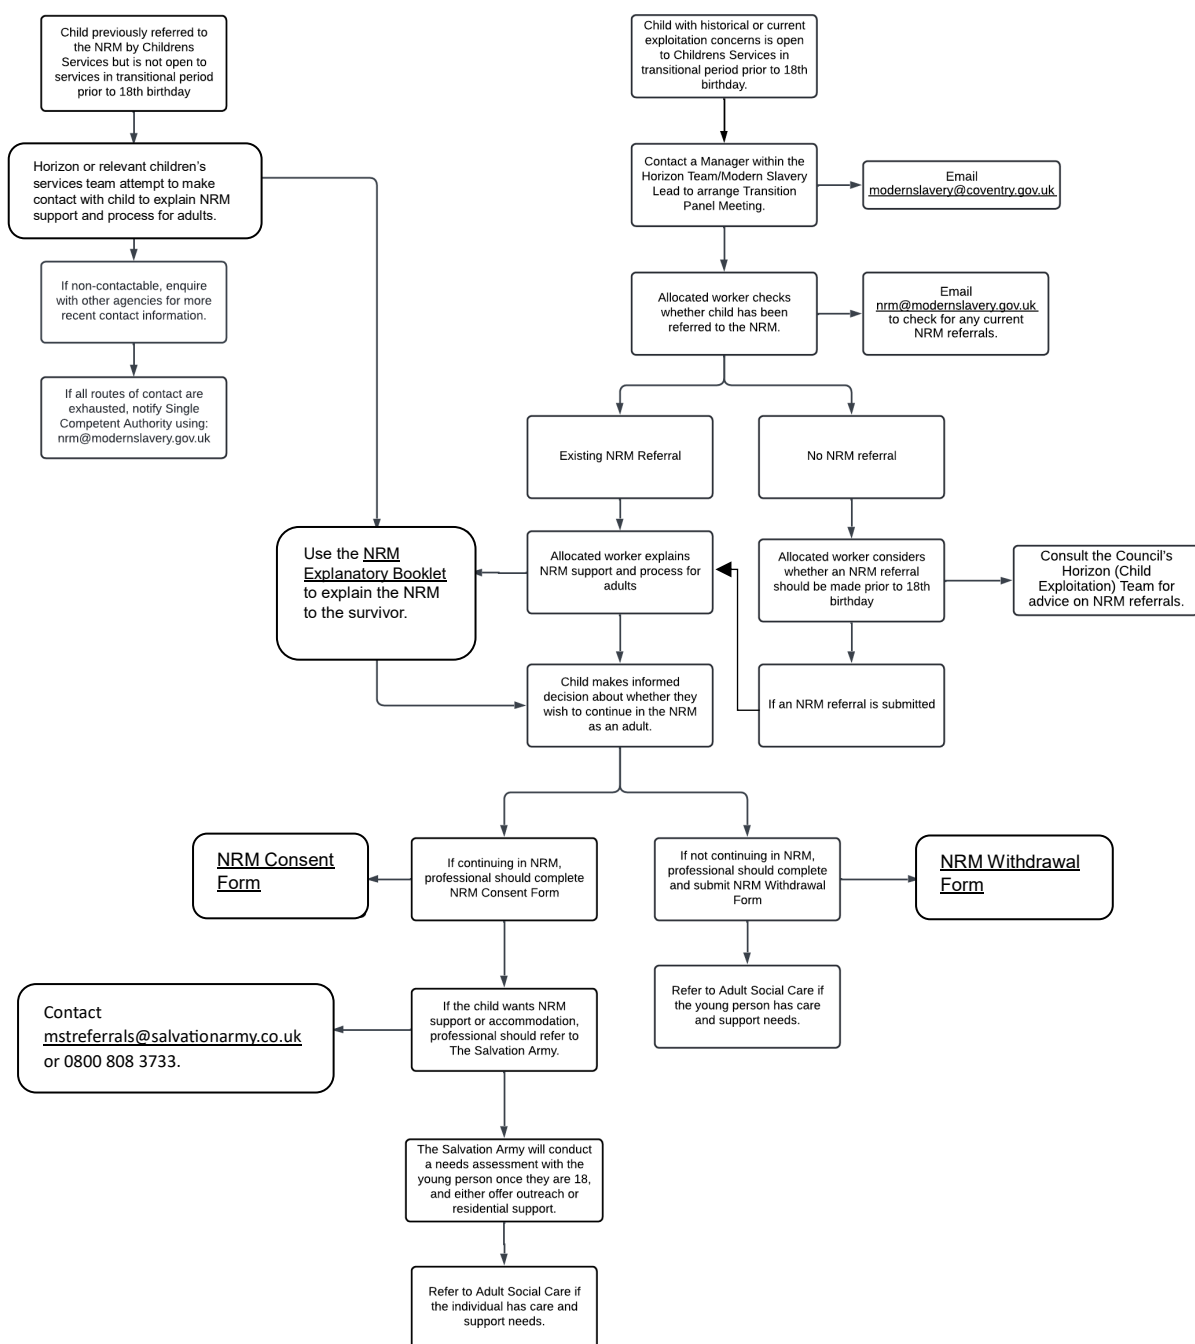 Child previously referred to
the NRM by Childrens
Services but is not open to
services in transitional period
prior to 18th birthday
Child with historical or current
exploitation concerns is open
to Childrens Services in
transitional period prior to 18th
birthday.
Horizon or relevant children's
services team attempt to make
contact with child to explain NRM
support and process for adults.
Contact a Manager within the
Horizon Team/Modern Slavery
Lead to arrange Transition
Panel Meeting.
Email
modernslavery@coventry.gov.uk
If non-contactable, enquire
with other agencies for more
recent contact information.
Allocated worker checks
whether child has been
referred to the NRM.
Email
nrm@modernslavery.gov.uk
to check for any current
NRM referrals.
If all routes of contact are
exhausted, notify Single
Competent Authority using:
nrm@modernslavery.gov.uk
Existing NRM Referral
No NRM referral
Use the NRM
Explanatory Booklet
to explain the NRM
to the survivor.
Allocated worker explains
NRM support and process for
adults
Allocated worker considers
whether an NRM referral
should be made prior to 18th
birthday
Consult the Council's
Horizon (Child
Exploitation) Team for
advice on NRM referrals.
Child makes informed
decision about whether they
wish to continue in the NRM
as an adult.
If an NRM referral is submitted
NRM Consent
Form
If continuing in NRM,
professional should complete
NRM Consent Form
If not continuing in NRM,
professional should complete
and submit NRM Withdrawal
Form
NRM Withdrawal
Form
Contact
mstreferrals@salvationarmy.co.uk
or 0800 808 3733.
If the child wants NRM
support or accommodation,
professional should refer to
The Salvation Army.
Refer to Adult Social Care if
the young person has care
and support needs.
The Salvation Army will conduct
a needs assessment with the
young person once they are 18,
and either offer outreach or
residential support.
Refer to Adult Social Care if
the individual has care and
support needs.